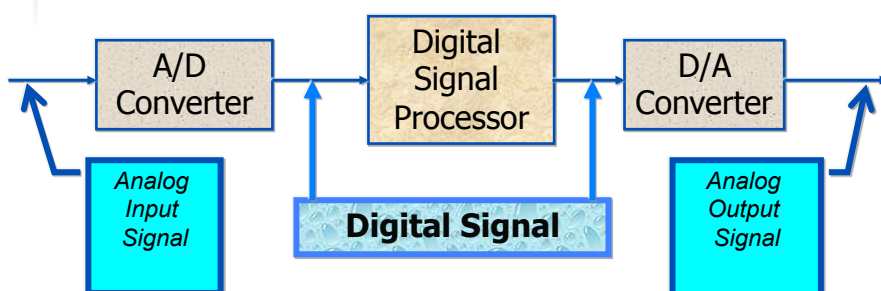 A/D
Converter
Digital
Signal
Processor
D/A
Converter
Analog
Input
Signal
Digital Signal
Analog
Output
Signal